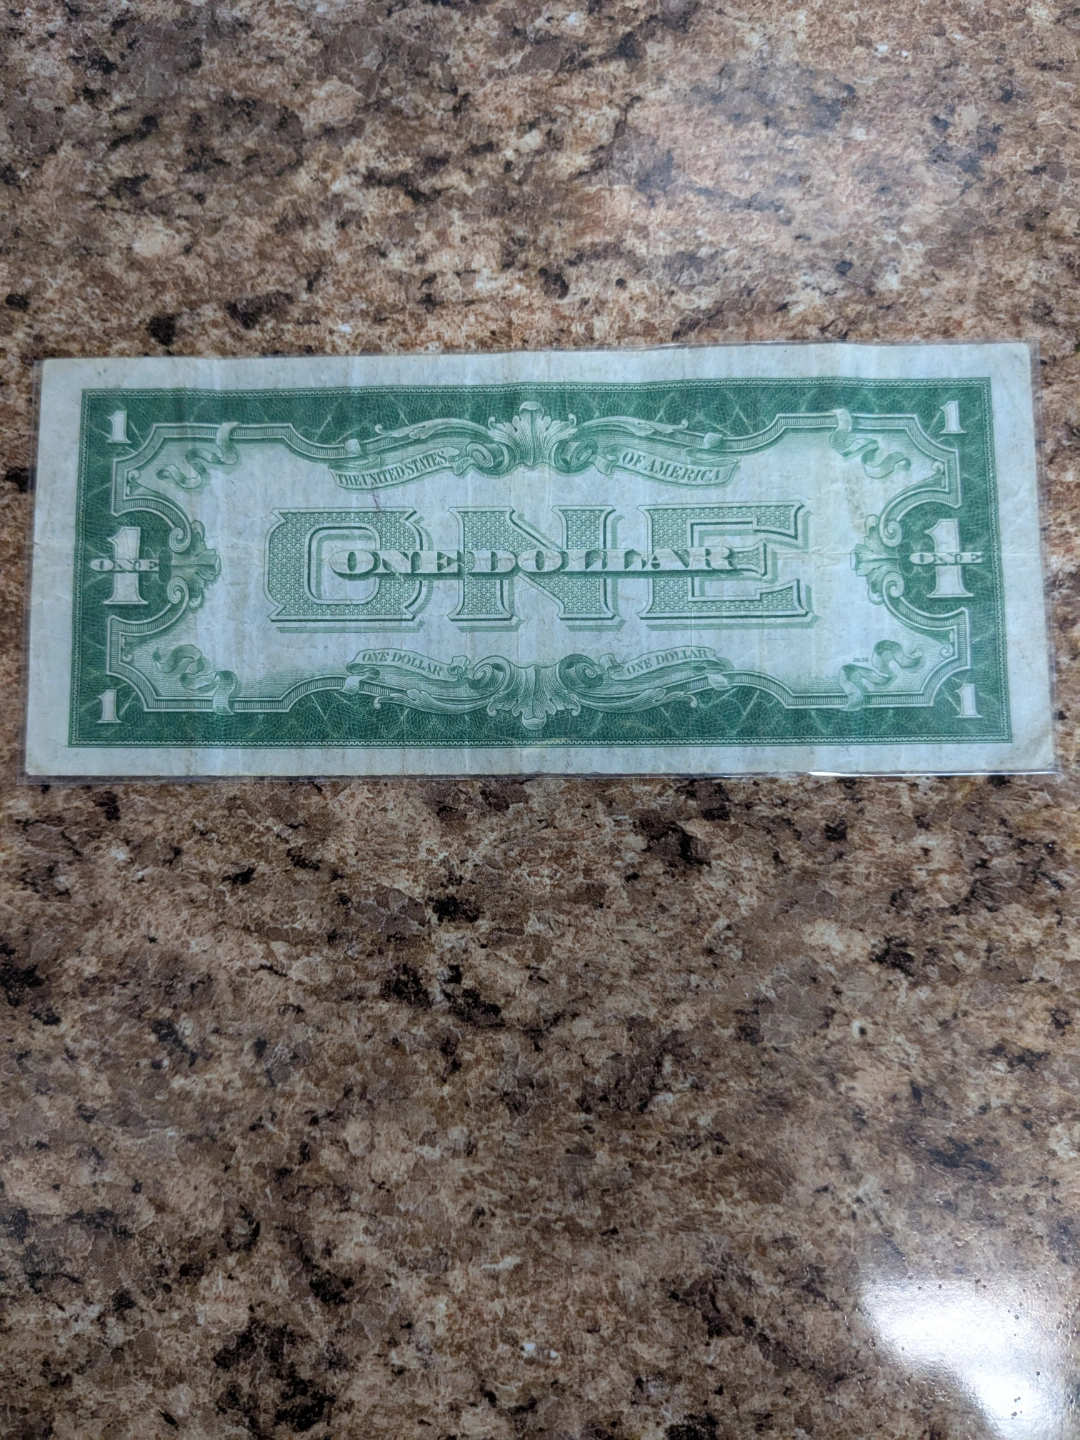 1 1
THE UNITED STATES OF AMERICA
ONE
ONE DOLLAR
1 ONE 1 ONE
ONE DOLLAR ONE DOLLAR
1 1